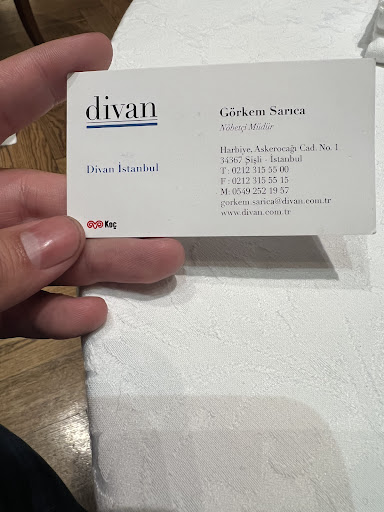 divan
Divan İstanbul
Koç
Görkem Sarıca
Nöbetçi Müdür
Harbiye, Askerocağı Cad. No. 1
34367 Şişli - İstanbul
T : 0212 315 55 00
F : 0212 315 55 15
M: 0549 252 19 57
gorkem.sarica@divan.com.tr
www.divan.com.tr